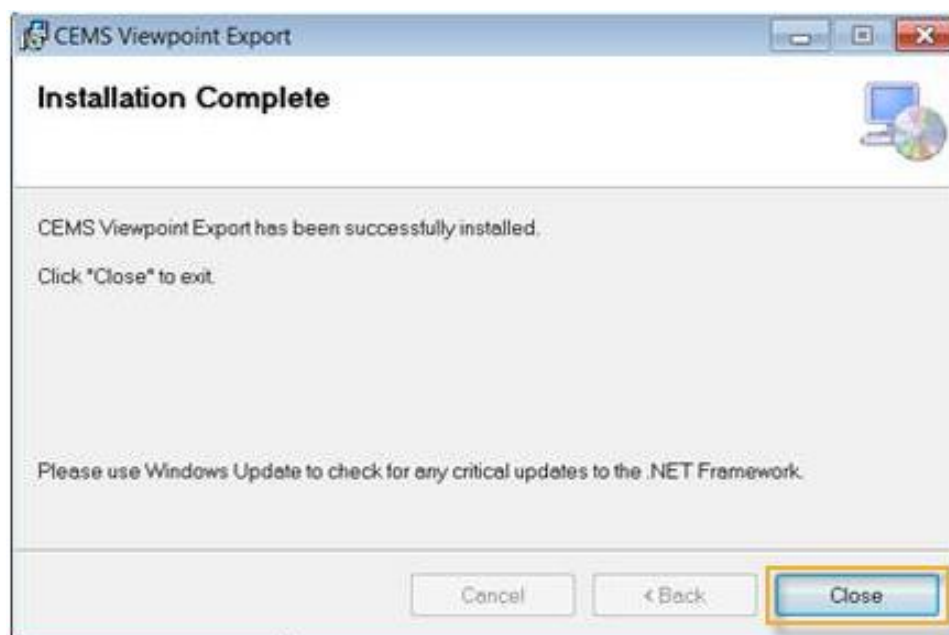 CEMS Viewpoint Export
Installation Complete
CEMS Viewpoint Export has been successfully installed.
Click "Close" to exit.
Please use Windows Update to check for any critical updates to the .NET Framework.
Cancel
< Back
Close